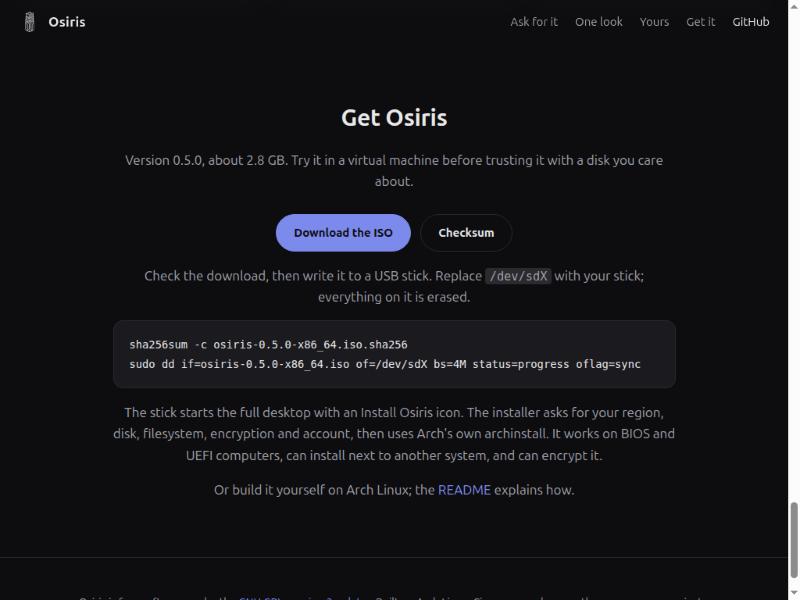 Osiris
Ask for it
One look
Yours
Get it
GitHub
Get Osiris
Version 0.5.0, about 2.8 GB. Try it in a virtual machine before trusting it with a disk you care
about.
Download the ISO
Checksum
Check the download, then write it to a USB stick. Replace /dev/sdX with your stick;
everything on it is erased.
sha256sum -c osiris-0.5.0-x86_64.iso.sha256
sudo dd if=osiris-0.5.0-x86_64.iso of=/dev/sdX bs=4M status=progress oflag=sync
The stick starts the full desktop with an Install Osiris icon. The installer asks for your region,
disk, filesystem, encryption and account, then uses Arch's own archinstall. It works on BIOS and
UEFI computers, can install next to another system, and can encrypt it.
Or build it yourself on Arch Linux; the README explains how.